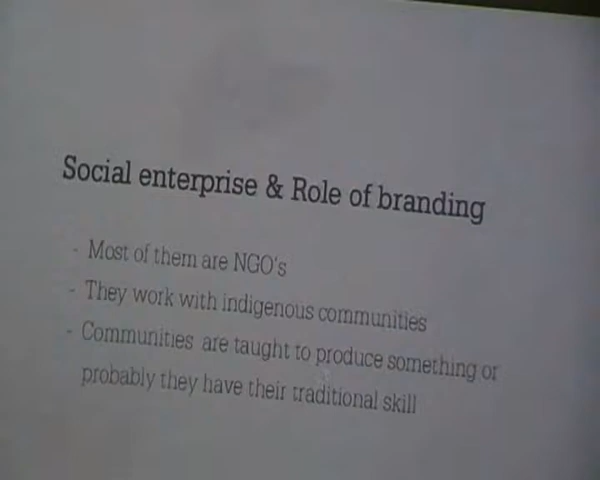 Social enterprise & Role of branding
- Most of them are NGO's
- They work with indigenous communities
- Communities are taught to produce something or
probably they have their traditional skill